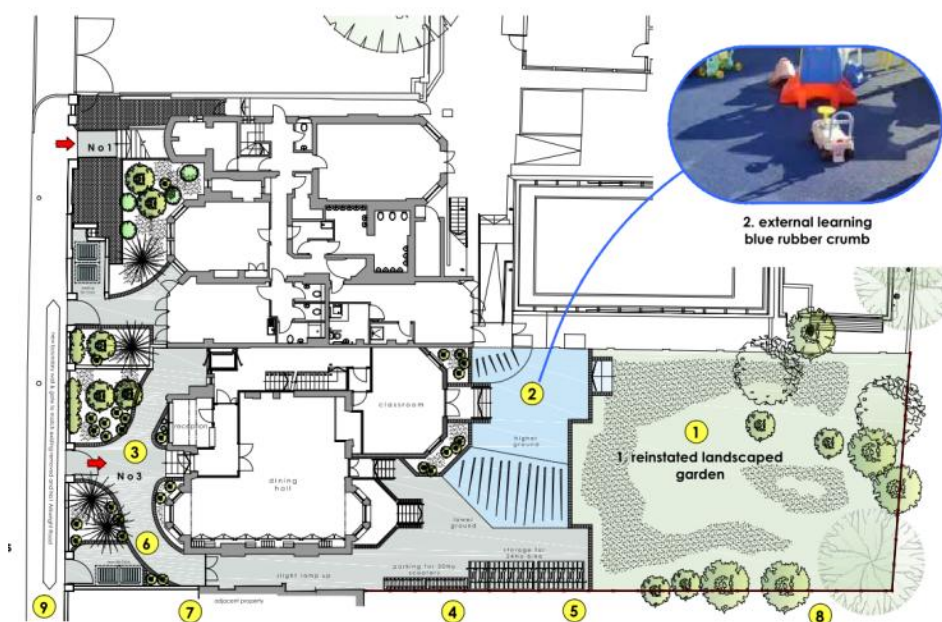 No1
2. external learning
blue rubber crumb
classroom
2
reception
1
higher
ground
1. reinstated landscaped
garden
3
No3
dining
hall
lower
ground
6
storage for
parking for
scooters
slight ramp up
adjacent property
9
7
4
5
8